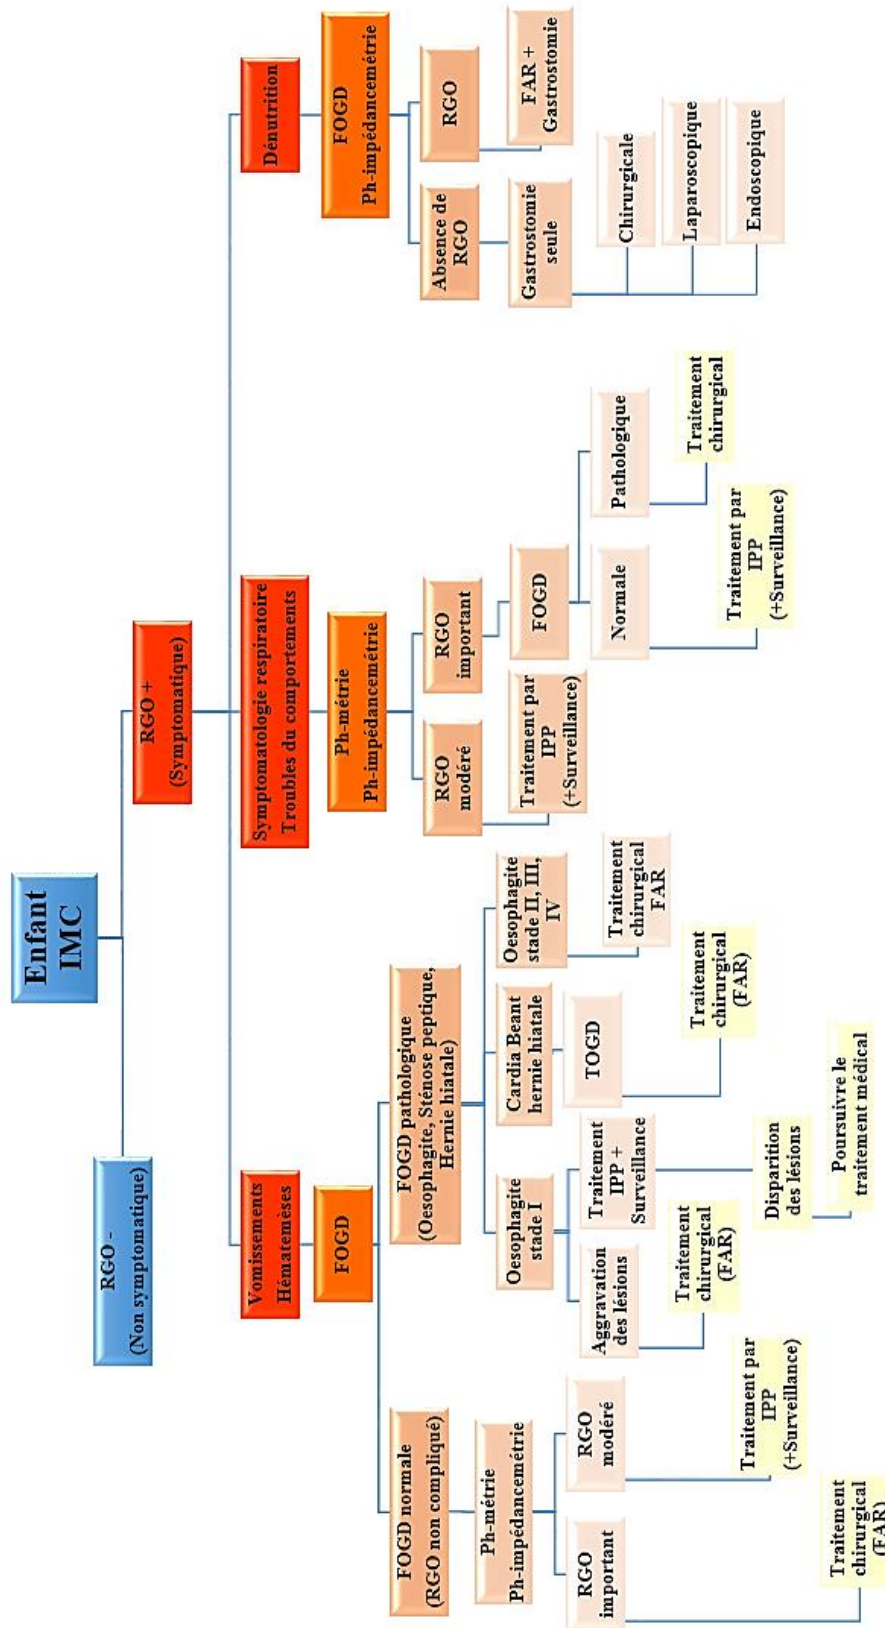 Enfant
IMC
RGO -
(Non symptomatique)
RGO +
(Symptomatique)
Vomissements
Hématemèses
FOGD
FOGD normale
(RGO non compliqué)
Ph-métrie
Ph-impédancemétrie
RGO
important
Traitement
chirurgical
(FAR)
RGO
modéré
Traitement par
IPP
(+Surveillance)
FOGD pathologique
(Oesophagite, Sténose peptique,
Hernie hiatale)
Oesophagite
stade I
Aggravation
des lésions
Traitement
chirurgical
(FAR)
Traitement
IPP +
Surveillance
Disparition
des lésions
Poursuivre le
traitement médical
Cardia Beant
hernie hiatale
TOGD
Traitement
chirurgical
(FAR)
Oesophagite
stade II, III,
IV
Traitement
chirurgical
FAR
Symptomatologie respiratoire
Troubles du comportements
Ph-métrie
Ph-impédancemétrie
RGO
modéré
Traitement par
IPP
(+Surveillance)
RGO
important
FOGD
Normale
Traitement par
IPP
(+Surveillance)
Pathologique
Traitement
chirurgical
Dénutrition
FOGD
Ph-impédancemétrie
Absence de
RGO
Gastrostomie
seule
Chirurgicale
Laparoscopique
Endoscopique
RGO
FAR +
Gastrostomie